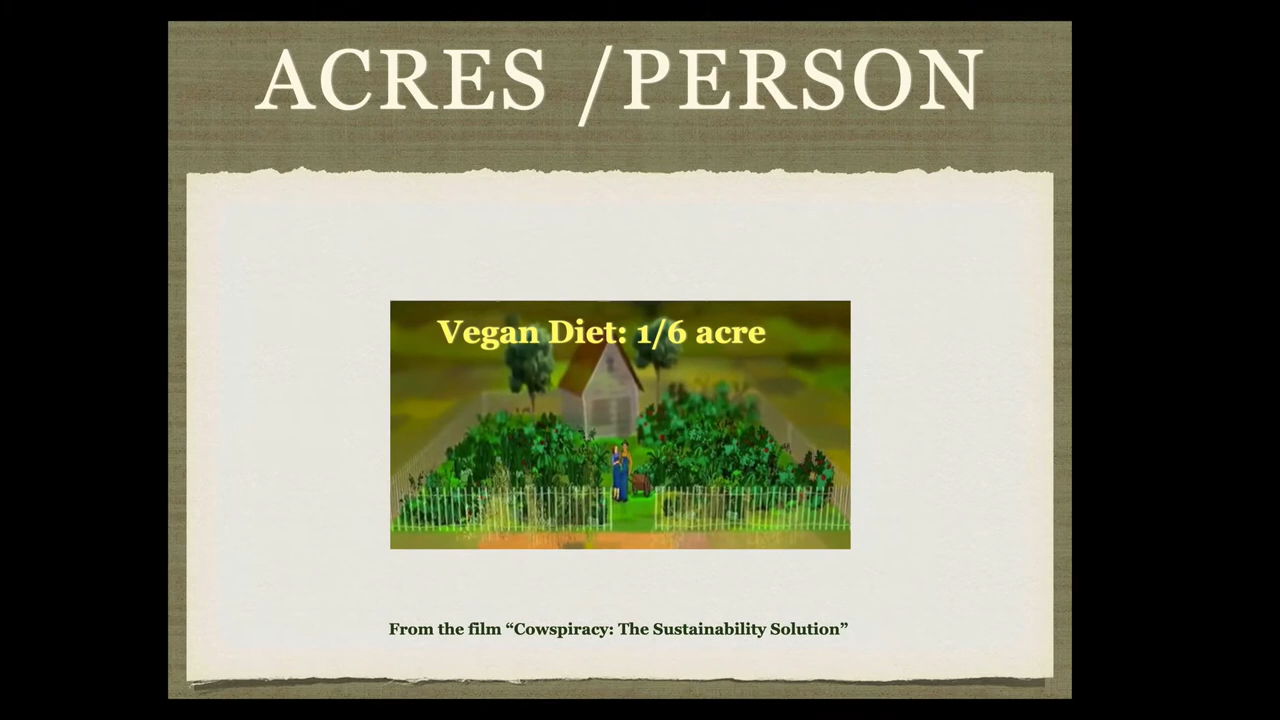 ACRES /PERSON
Vegan Diet: 1/6 acre
From the film “Cowspiracy: The Sustainability Solution”